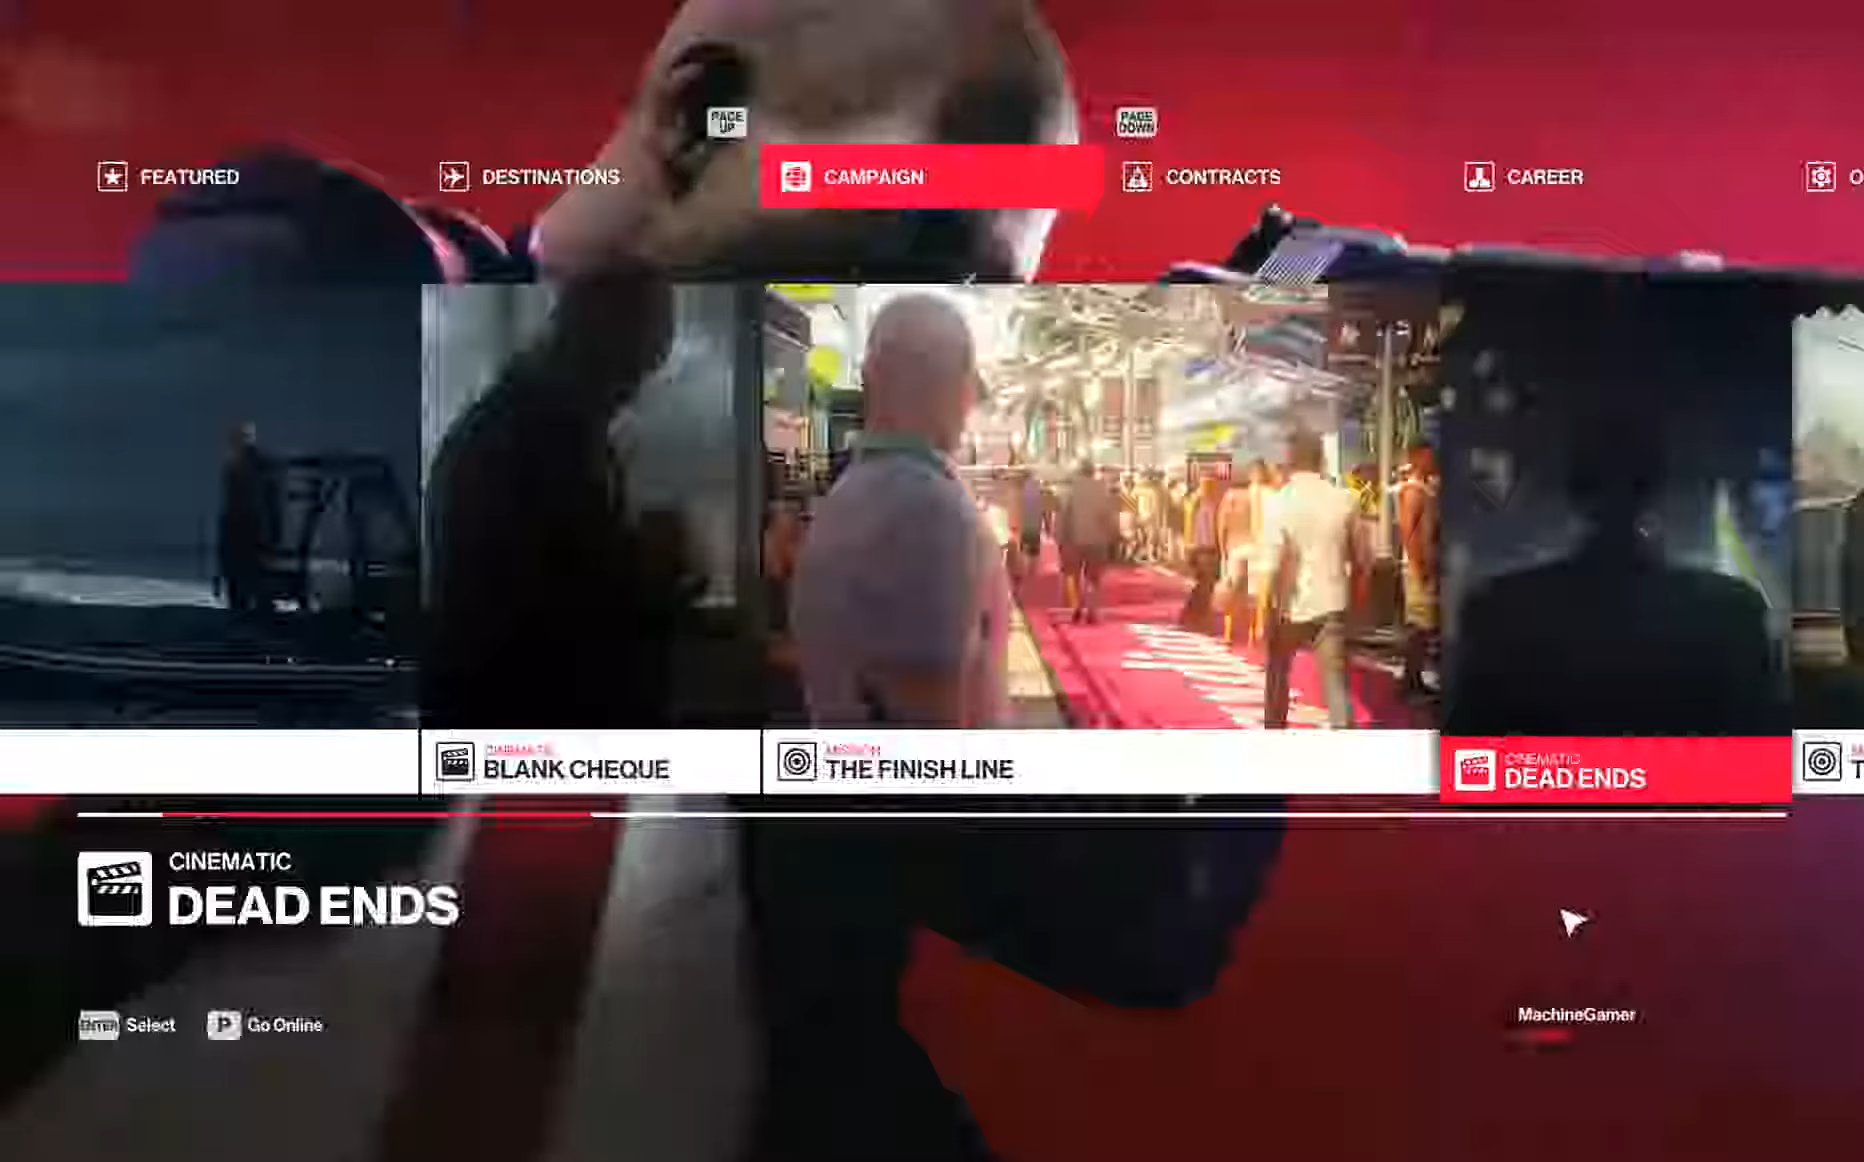 PAGE UP
PAGE DOWN
FEATURED
DESTINATIONS
CAMPAIGN
CONTRACTS
CAREER
O
CINEMATIC
BLANK CHEQUE
MISSION
THE FINISH LINE
CINEMATIC
DEAD ENDS
T
CINEMATIC
DEAD ENDS
ENTER Select
P Go Online
MachineGamer